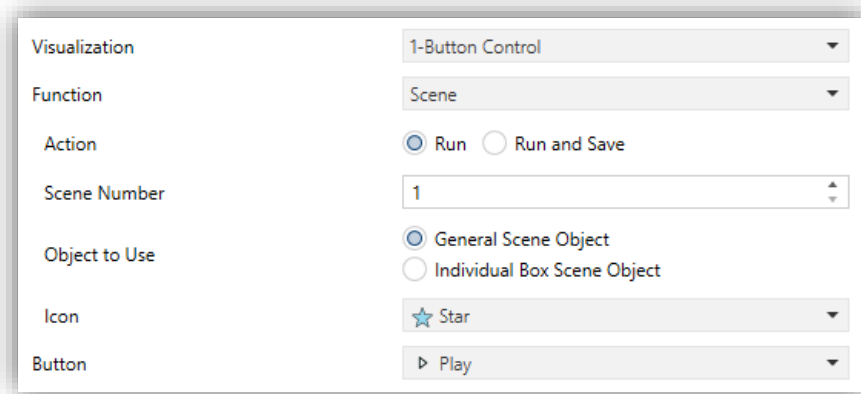 Visualization 1-Button Control
Function Scene
Action Run Run and Save
Scene Number 1
Object to Use General Scene Object
Individual Box Scene Object
Icon Star
Button Play